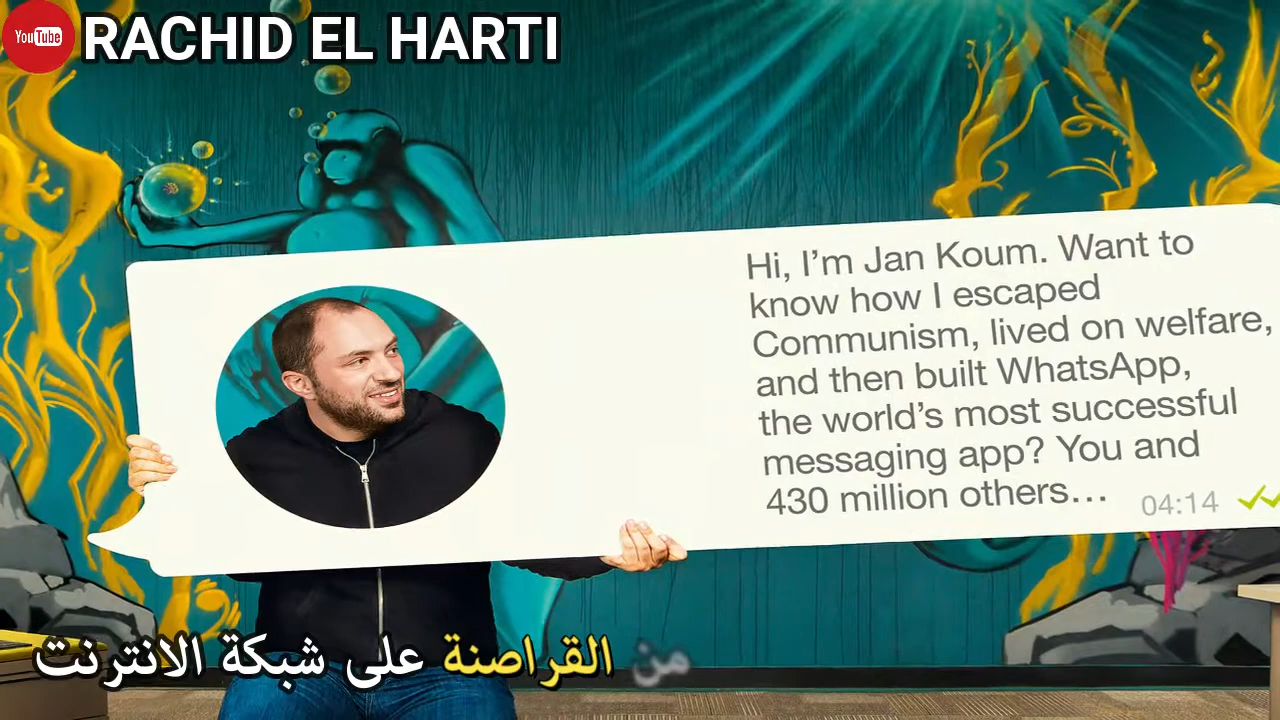 YouTube
RACHID EL HARTI
Hi, I'm Jan Koum. Want to
know how I escaped
Communism, lived on welfare,
and then built WhatsApp,
the world's most successful
messaging app? You and
430 million others…
04:14
من القراصنة على شبكة الانترنت